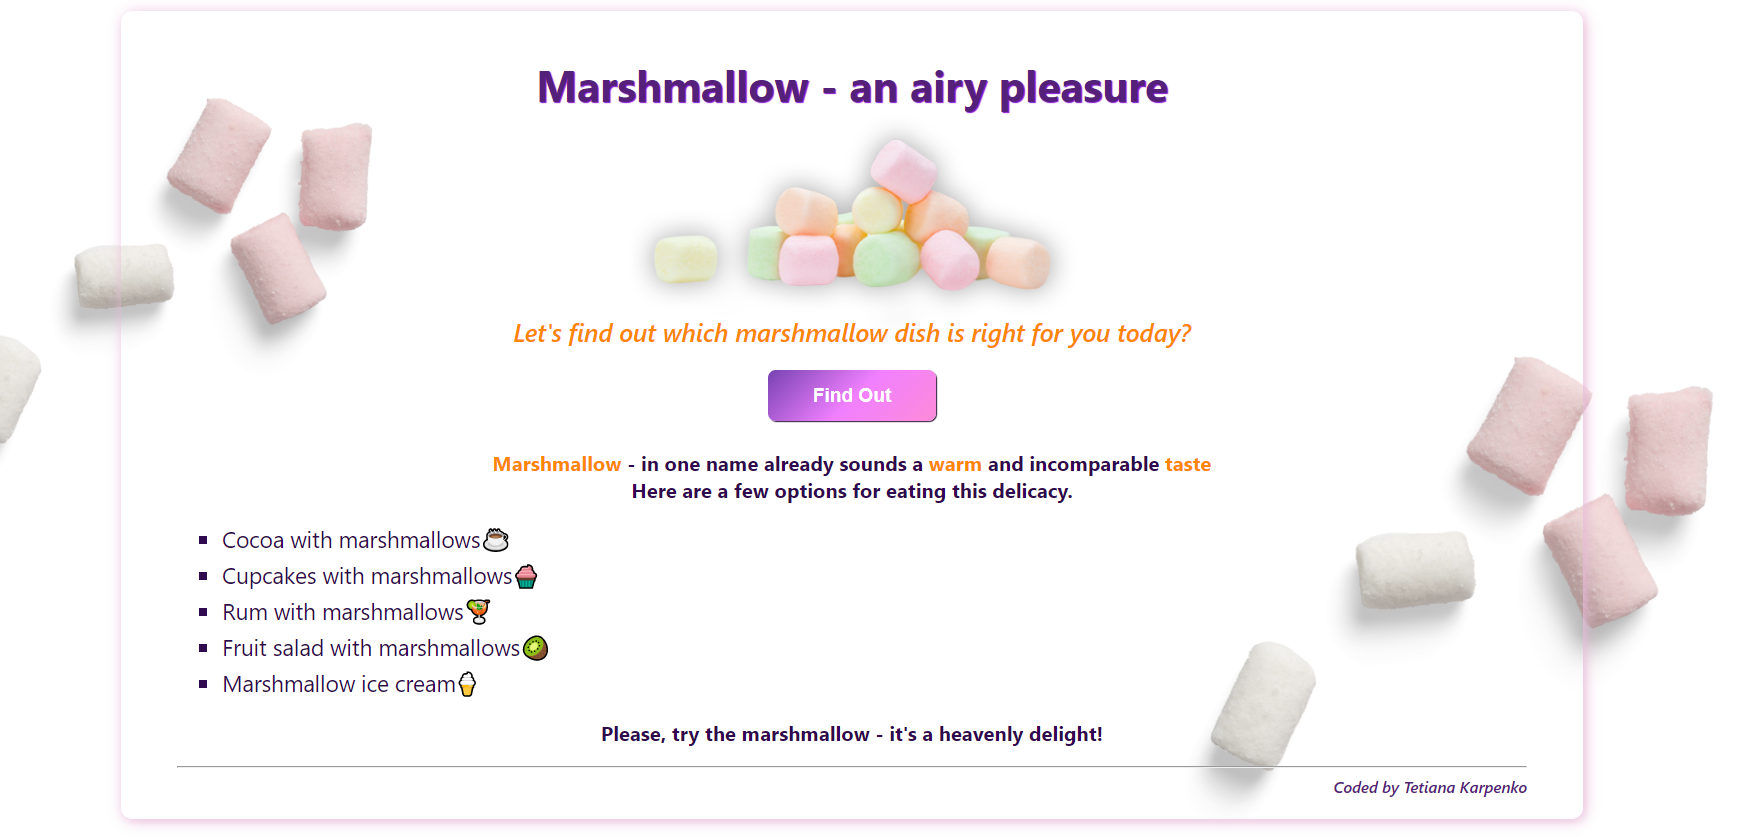 Marshmallow - an airy pleasure
Let's find out which marshmallow dish is right for you today?
Find Out
Marshmallow - in one name already sounds a warm and incomparable taste
Here are a few options for eating this delicacy.
Cocoa with marshmallows☕
Cupcakes with marshmallows🧁
Rum with marshmallows🍹
Fruit salad with marshmallows🥝
Marshmallow ice cream🍦
Please, try the marshmallow - it's a heavenly delight!
Coded by Tetiana Karpenko